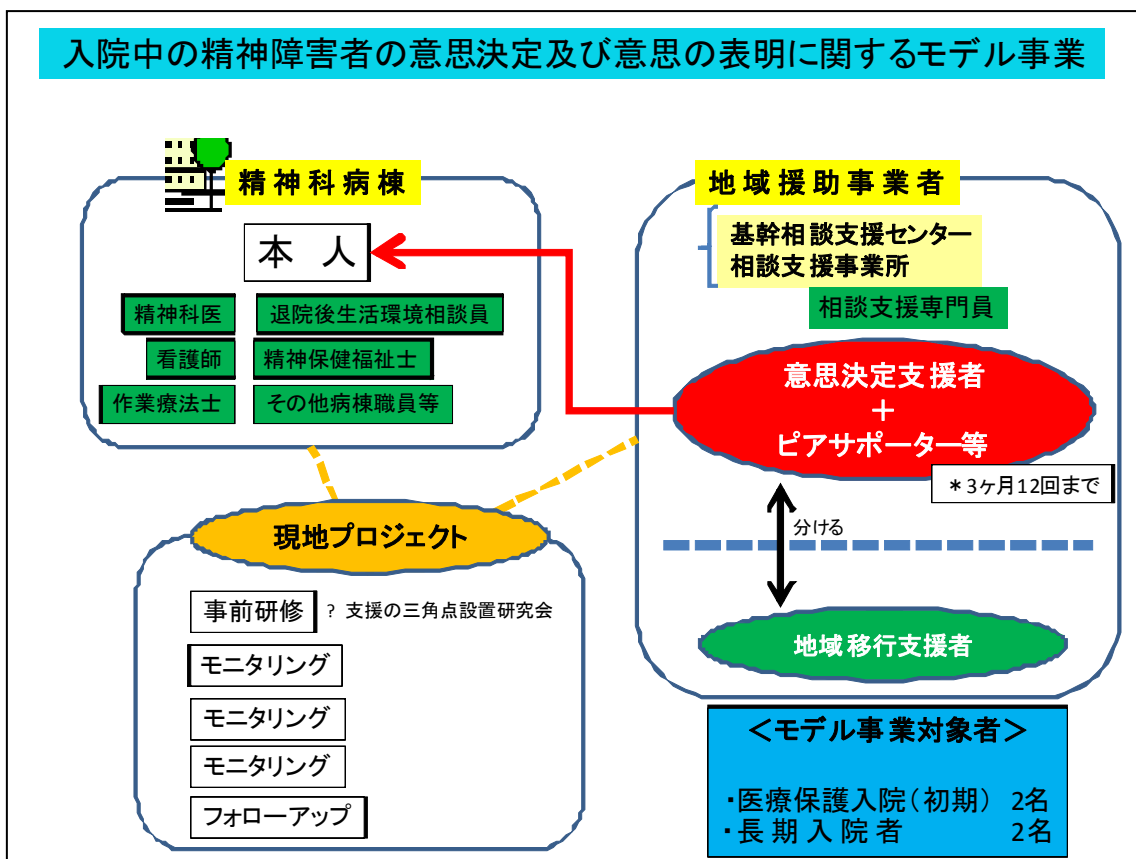 入院中の精神障害者の意思決定及び意思の表明に関するモデル事業
精神科病棟
本 人
精神科医
退院後生活環境相談員
看護師
精神保健福祉士
作業療法士
その他病棟職員等
地域援助事業者
基幹相談支援センター
相談支援事業所
相談支援専門員
意思決定支援者
+
ピアサポーター等
*3ヶ月12回まで
分ける
地域移行支援者
現地プロジェクト
事前研修
? 支援の三角点設置研究会
モニタリング
モニタリング
モニタリング
フォローアップ
<モデル事業対象者>
・医療保護入院(初期) 2名
・長期入院者 2名